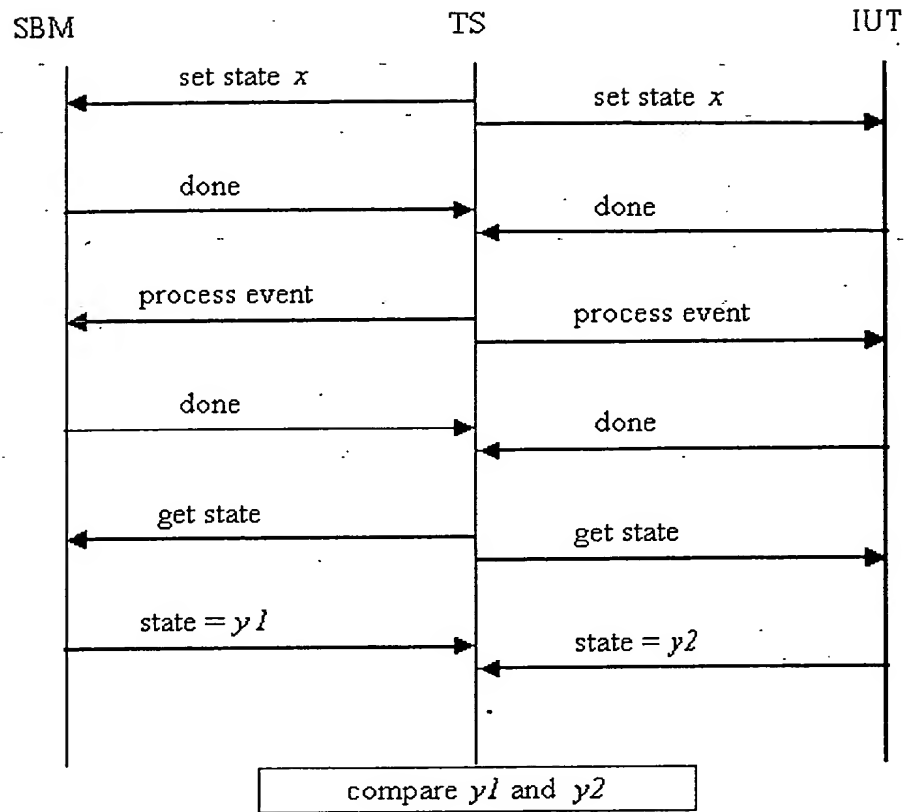 SBM
TS
IUT
set state x
set state x
done
done
process event
process event
done
done
get state
get state
state = y1
state = y2
compare y1 and y2